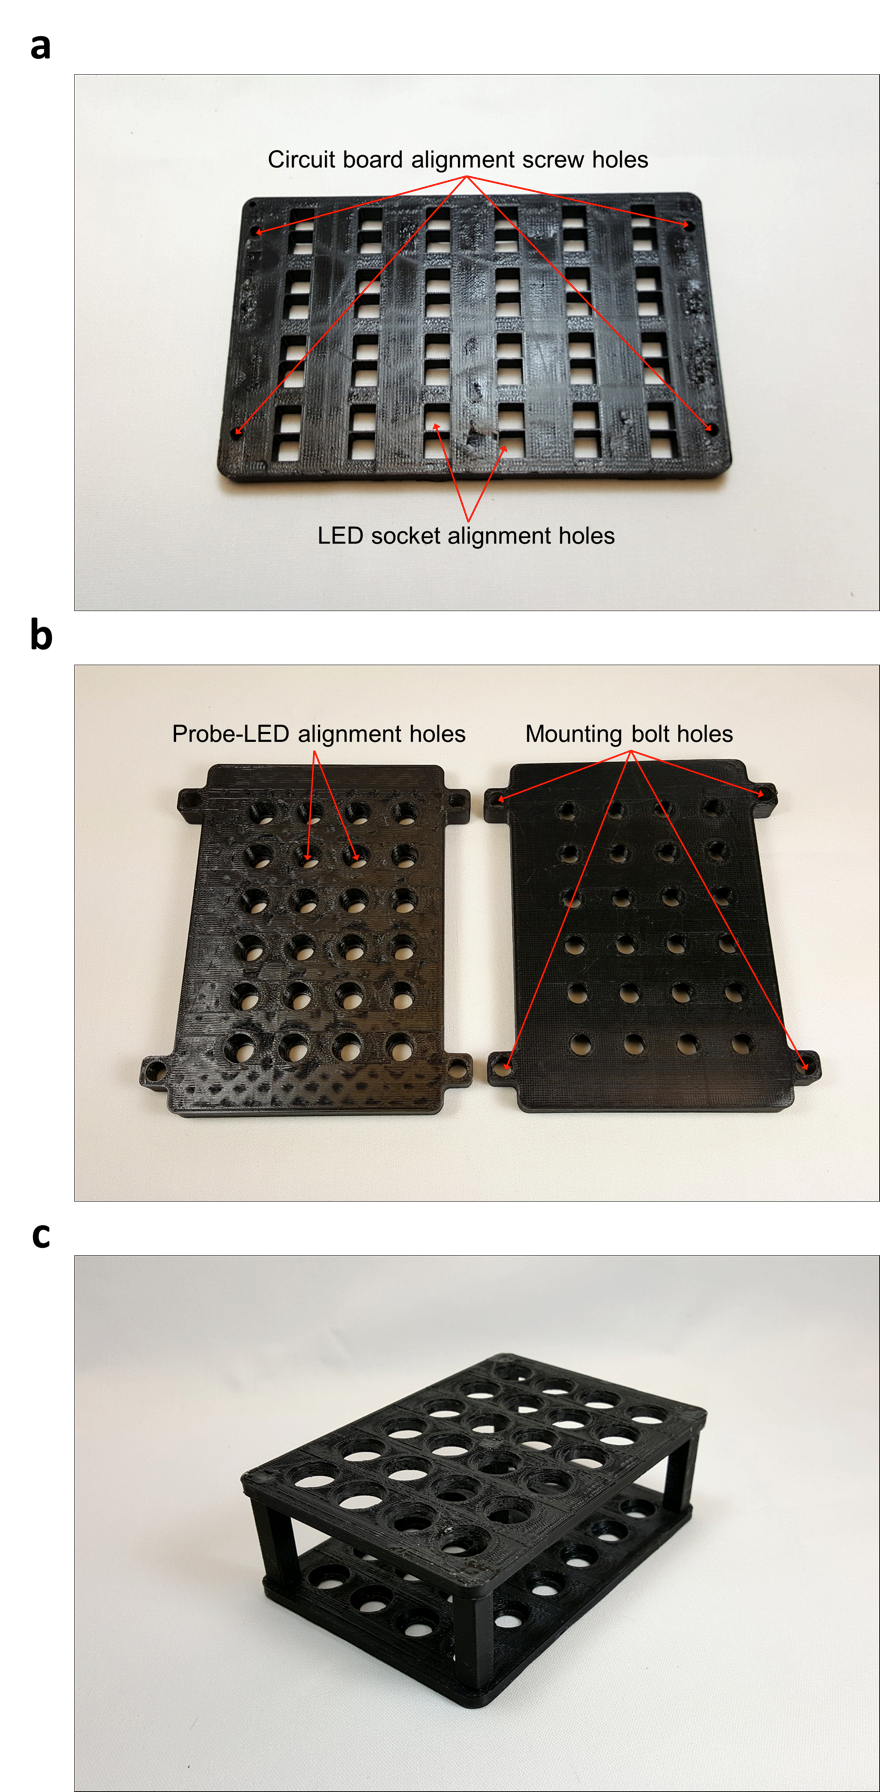 a
Circuit board alignment screw holes
LED socket alignment holes
b
Probe-LED alignment holes
Mounting bolt holes
c